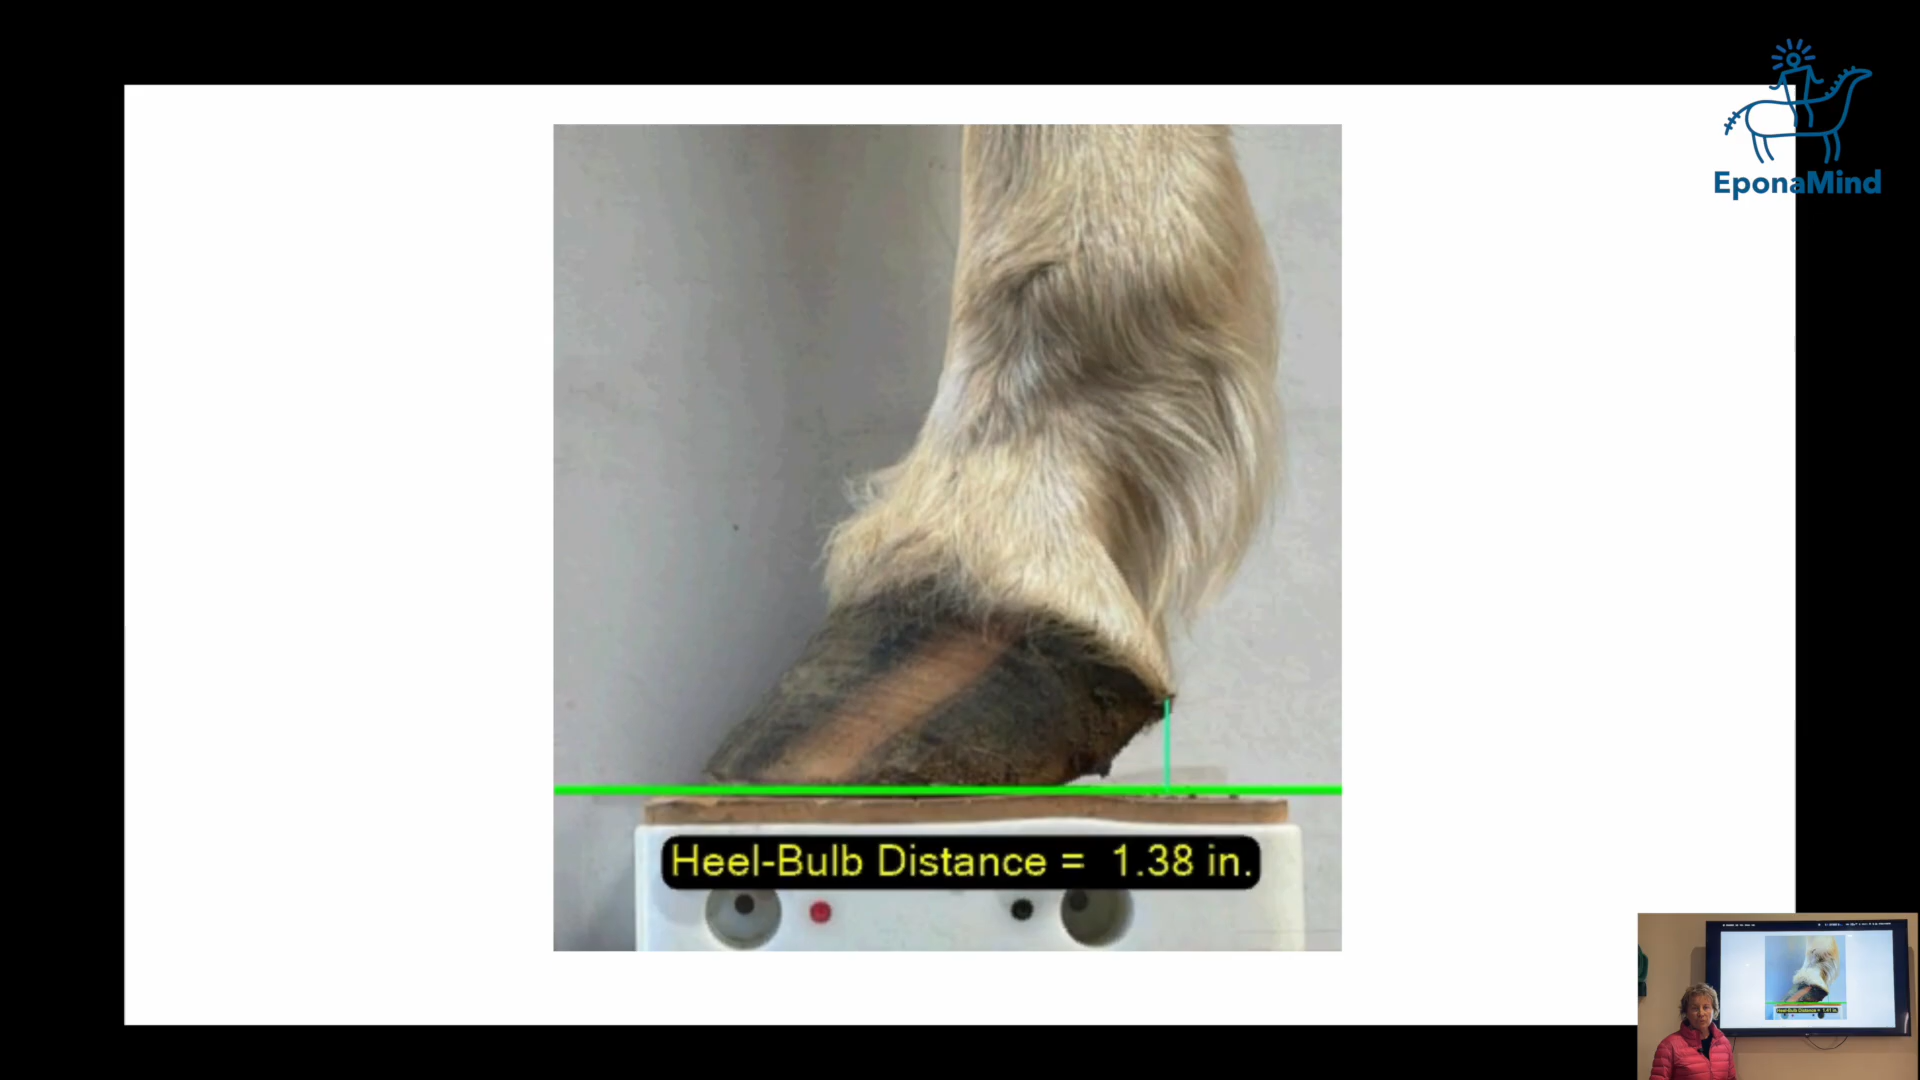 EponaMind
Heel-Bulb Distance = 1.38 in.